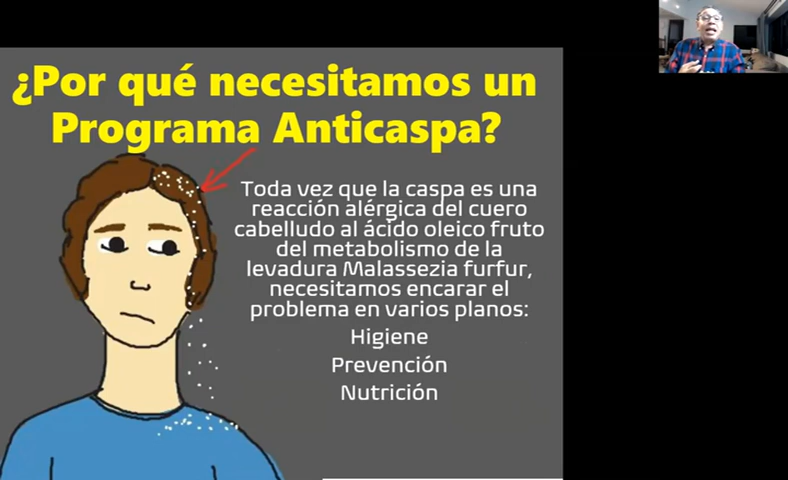 ¿Por qué necesitamos un
Programa Anticaspa?
Toda vez que la caspa es una
reacción alérgica del cuero
cabelludo al ácido oleico fruto
del metabolismo de la
levadura Malassezia furfur,
necesitamos encarar el
problema en varios planos:
Higiene
Prevención
Nutrición